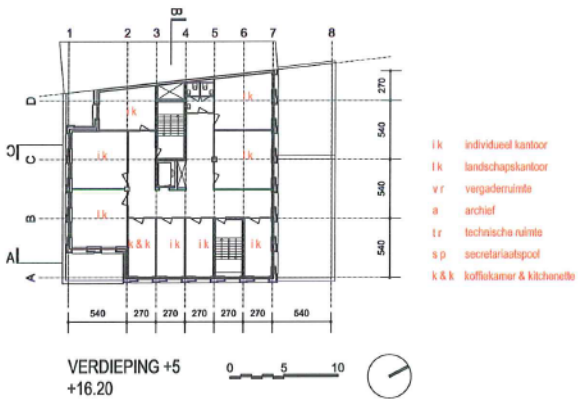 B
1 2 3 4 5 6 7 8
D
C
B
A
C
A
i k
i k
i k
i k
l k
k & k
i k
i k
i k
270
540
540
540
540 270 270 270 270 270 540
i k individueel kantoor
l k landschapskantoor
v r vergaderruimte
a archief
t r technische ruimte
s p secretariaatspool
k & k koffiekamer & kitchenette
VERDIEPING +5
+16.20
0 5 10